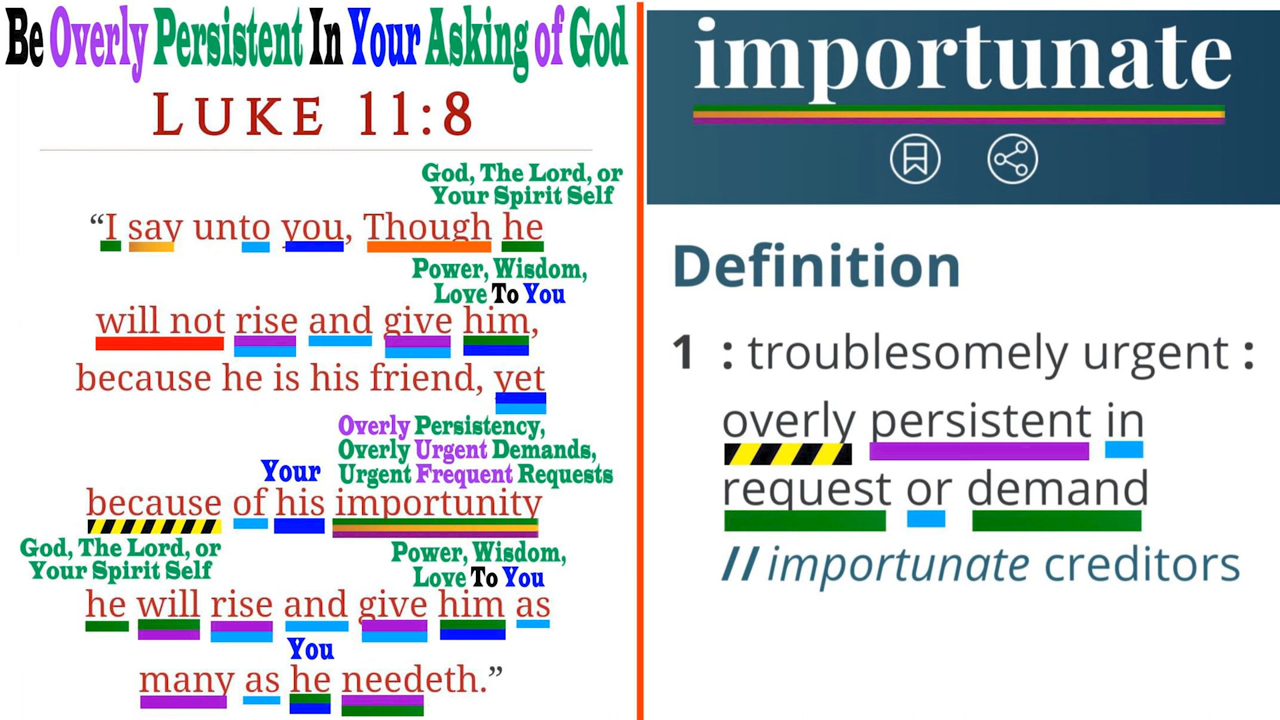 Be Overly Persistent In Your Asking of God
LUKE 11:8
God, The Lord, or
Your Spirit Self
“I say unto you, Though he
Power, Wisdom,
Love To You
will not rise and give him,
because he is his friend, yet
Overly Persistency,
Overly Urgent Demands,
Your
Urgent Frequent Requests
because of his importunity
God, The Lord, or
Your Spirit Self
Power, Wisdom,
Love To You
he will rise and give him as
You
many as he needeth.”
importunate
Definition
1 : troublesomely urgent :
overly persistent in
request or demand
// importunate creditors